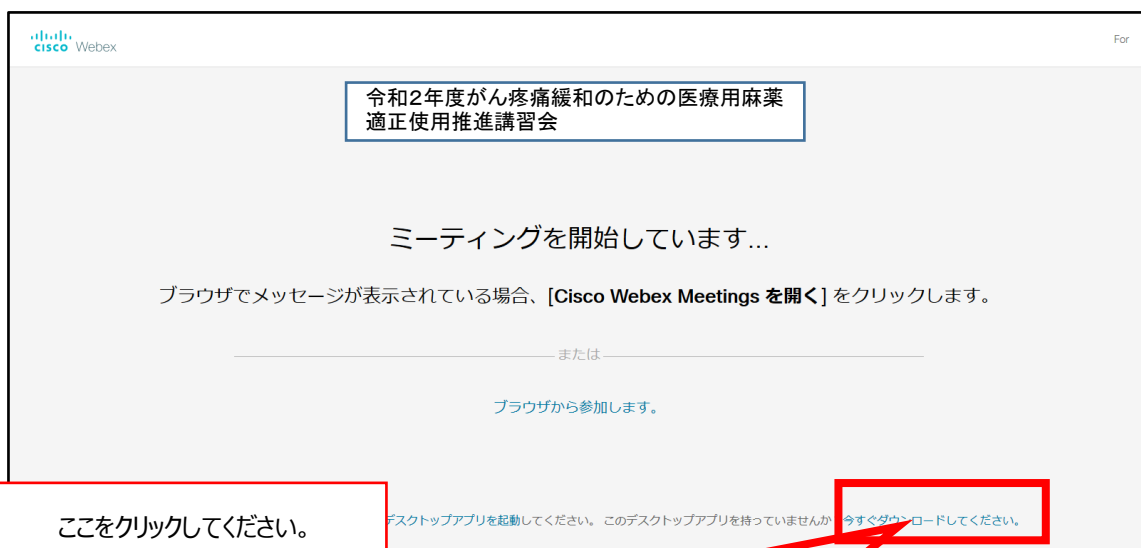 cisco Webex
For
令和2年度がん疼痛緩和のための医療用麻薬
適正使用推進講習会
ミーティングを開始しています...
ブラウザでメッセージが表示されている場合、[Cisco Webex Meetings を開く] をクリックします。
または
ブラウザから参加します。
ここをクリックしてください。
デスクトップアプリを起動してください。 このデスクトップアプリを持っていませんか 今すぐダウンロードしてください。